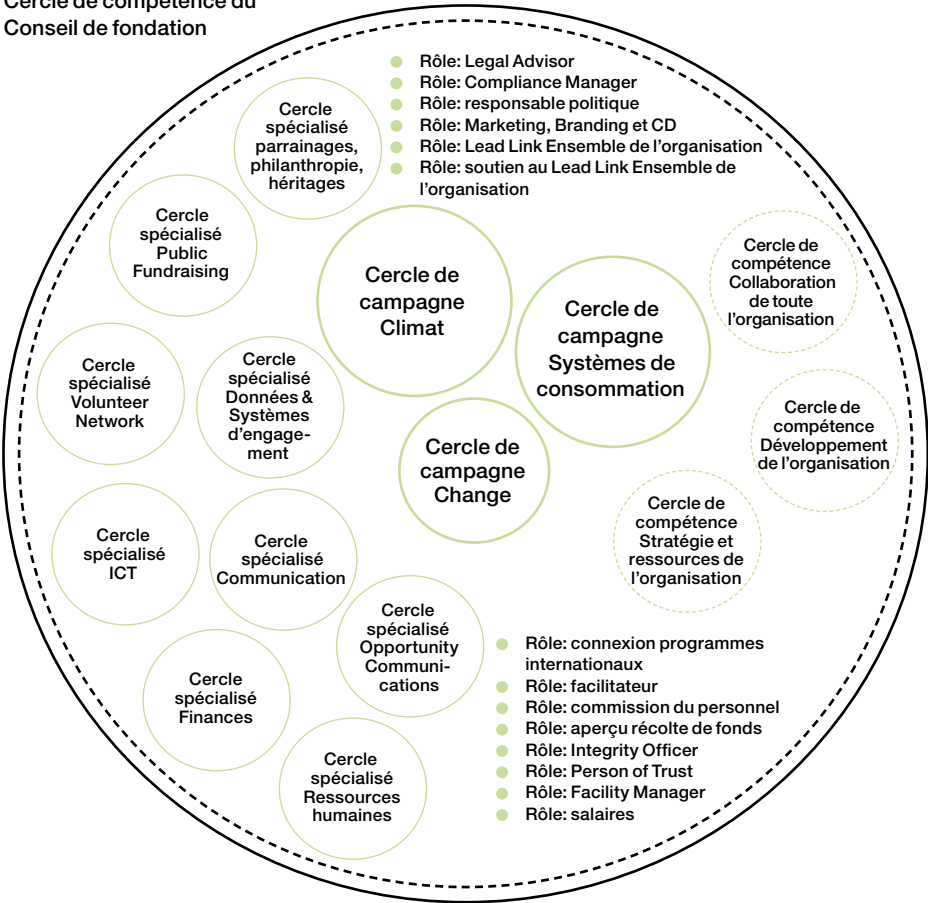 Cercle de compétence du
Conseil de fondation
Rôle: Legal Advisor
Rôle: Compliance Manager
Rôle: responsable politique
Rôle: Marketing, Branding et CD
Rôle: Lead Link Ensemble de l'organisation
Rôle: soutien au Lead Link Ensemble de
l'organisation
Cercle
spécialisé
parrainages,
philanthropie,
héritages
Cercle
spécialisé
Public
Fundraising
Cercle de
campagne
Climat
Cercle de
campagne
Systèmes de
consommation
Cercle de
compétence
Collaboration
de toute
l'organisation
Cercle
spécialisé
Volunteer
Network
Cercle
spécialisé
Données &
Systèmes
d'engage-
ment
Cercle de
campagne
Change
Cercle de
compétence
Développement
de l'organisation
Cercle de
compétence
Stratégie et
ressources de
l'organisation
Cercle
spécialisé
ICT
Cercle
spécialisé
Communication
Cercle
spécialisé
Opportunity
Communi-
cations
Cercle
spécialisé
Finances
Cercle
spécialisé
Ressources
humaines
Rôle: connexion programmes
internationaux
Rôle: facilitateur
Rôle: commission du personnel
Rôle: aperçu récolte de fonds
Rôle: Integrity Officer
Rôle: Person of Trust
Rôle: Facility Manager
Rôle: salaires